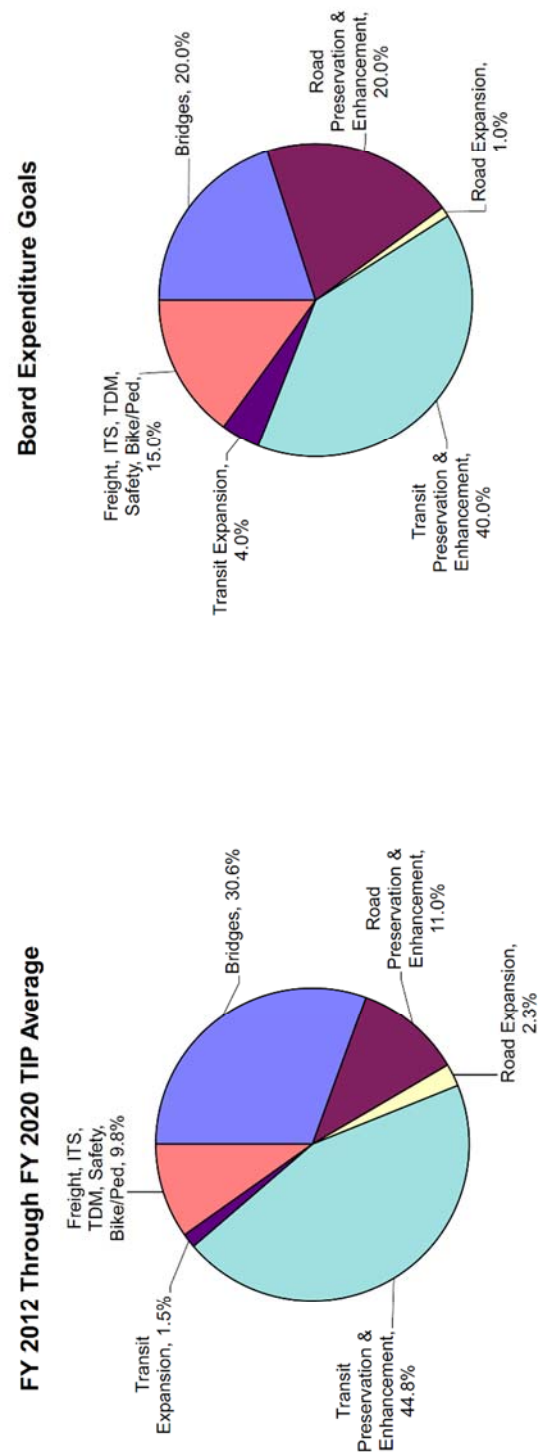 FY 2012 Through FY 2020 TIP Average
Freight, ITS,
TDM, Safety,
Bike/Ped, 9.8%
Bridges, 30.6%
Road
Preservation &
Enhancement,
11.0%
Road Expansion,
2.3%
Transit
Preservation &
Enhancement,
44.8%
Transit
Expansion, 1.5%
Board Expenditure Goals
Freight, ITS, TDM,
Safety, Bike/Ped,
15.0%
Bridges, 20.0%
Road
Preservation &
Enhancement,
20.0%
Road Expansion,
1.0%
Transit
Preservation &
Enhancement,
40.0%
Transit Expansion,
4.0%